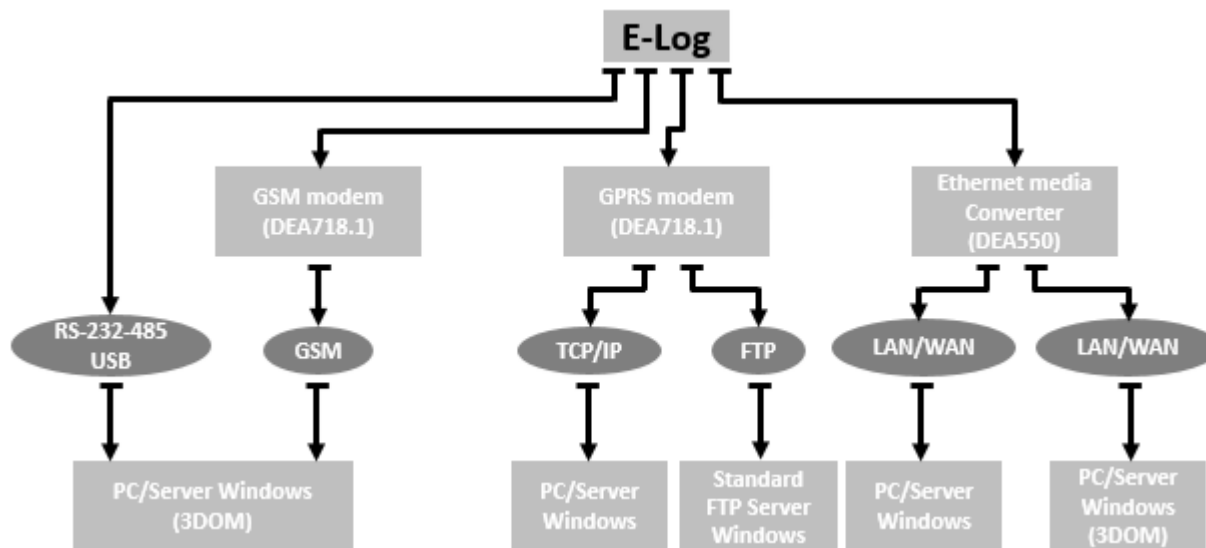 E-Log
GSM modem
(DEA718.1)
GPRS modem
(DEA718.1)
Ethernet media
Converter
(DEA550)
RS-232-485
USB
GSM
TCP/IP
FTP
LAN/WAN
LAN/WAN
PC/Server Windows
(3DOM)
PC/Server
Windows
Standard
FTP Server
Windows
PC/Server
Windows
PC/Server
Windows
(3DOM)